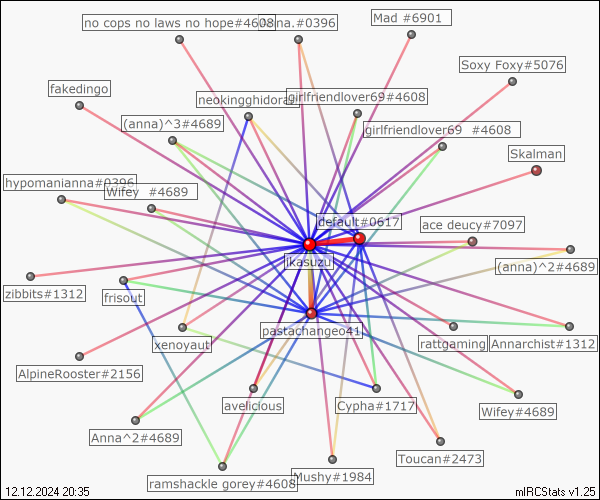 no cops no laws no hope#4608
anna.#0396
Mad #6901
Soxy Foxy#5076
fakedingo
neokingghidorah
girlfriendlover69#4608
(anna)^3#4689
girlfriendlover69 #4608
Skalman
hypomanianna#0396
Wifey #4689
default#0617
ace deucy#7097
jkasuzu
(anna)^2#4689
zibbits#1312
frisout
pastachangeo41
xenoyaut
rattgaming
Annarchist#1312
AlpineRooster#2156
avelicious
Cypha#1717
Wifey#4689
Anna^2#4689
Toucan#2473
ramshackle gorey#4608
Mushy#1984
12.12.2024 20:35
mIRCStats v1.25